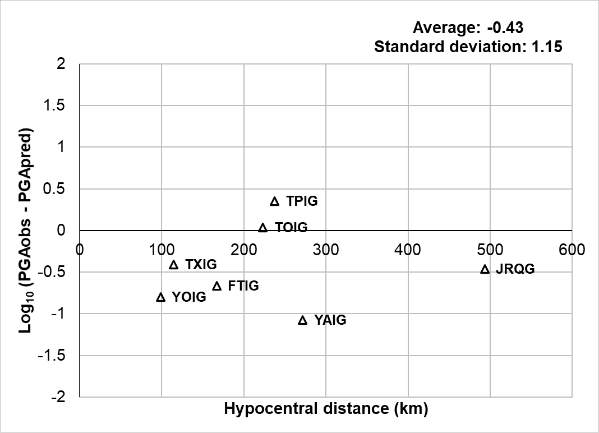 Average: -0.43
Standard deviation: 1.15
2
1.5
1
0.5
0
-0.5
-1
-1.5
-2
Log10 (PGAobs - PGApred)
TPIG
TOIG
0 100 200 300 400 500 600
TXIG
JRQG
FTIG
YOIG
YAIG
Hypocentral distance (km)